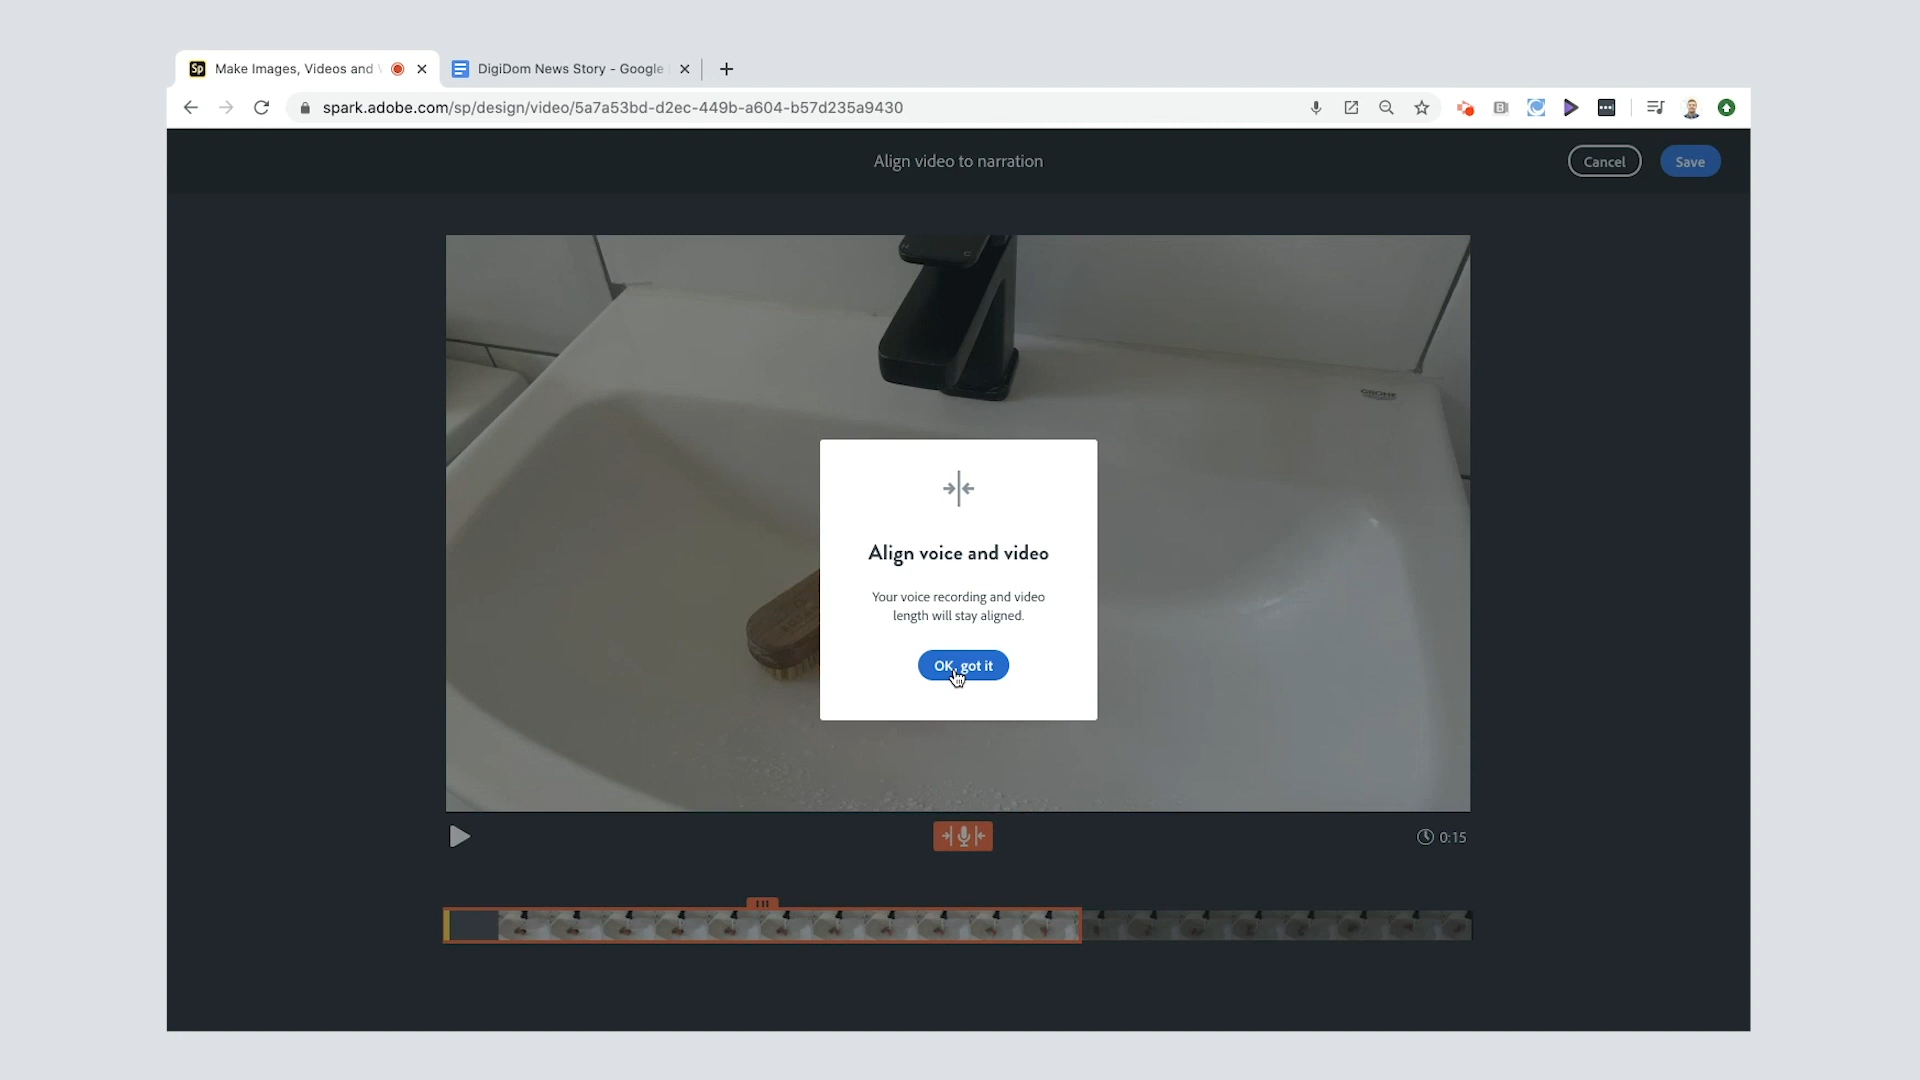 Sp Make Images, Videos and
DigiDom News Story - Google
spark.adobe.com/sp/design/video/5a7a53bd-d2ec-449b-a604-b57d235a9430
Align video to narration
Cancel
Save
GROHE
Align voice and video
Your voice recording and video
length will stay aligned.
OK, got it
0:15